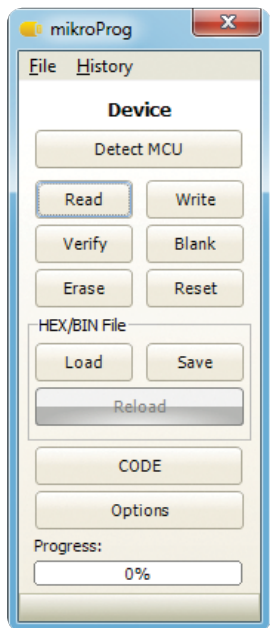 mikroProg
File History
Device
Detect MCU
Read Write
Verify Blank
Erase Reset
HEX/BIN File
Load Save
Reload
CODE
Options
Progress:
0%